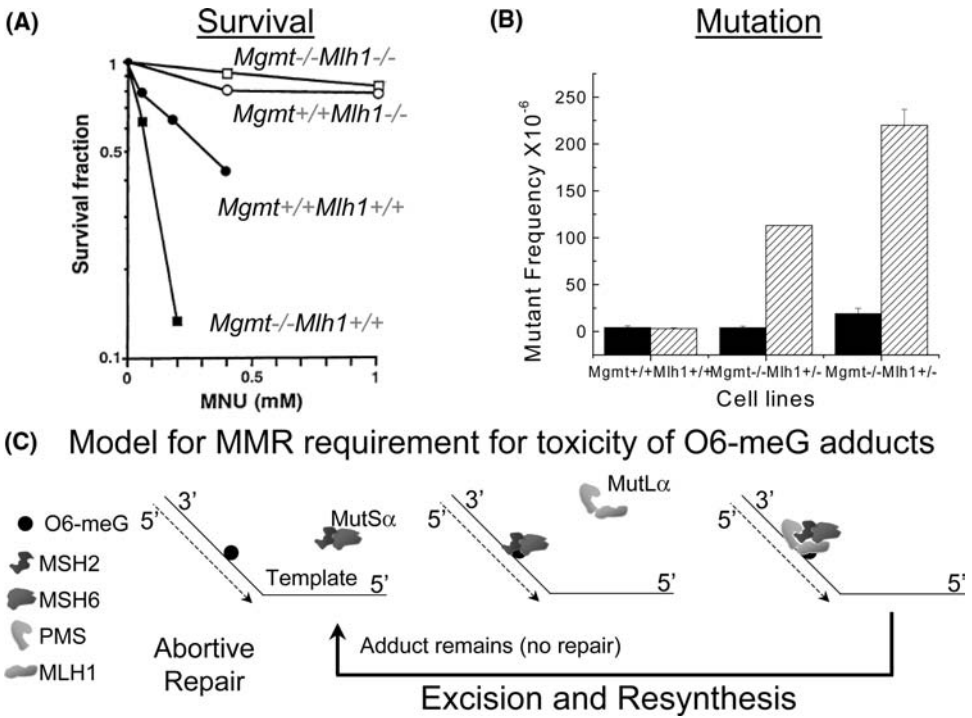 (A) Survival
Mgmt-/-Mlh1-/-
Mgmt+/+Mlh1-/-
Mgmt+/+Mlh1+/+
Mgmt-/-Mlh1+/+
Survival fraction
1
0.5
0.1
0
0.5
1
MNU (mM)
(B) Mutation
Mutant Frequency X10-6
250
200
150
100
50
0
Mgmt+/+Mlh1+/+
Mgmt-/-Mlh1+/-
Mgmt-/-Mlh1+/-
Cell lines
(C) Model for MMR requirement for toxicity of O6-meG adducts
O6-meG
MSH2
MSH6
PMS
MLH1
3’
5’
MutSα
Template
5’
Abortive
Repair
3’
5’
MutLα
5’
3’
5’
5’
Adduct remains (no repair)
Excision and Resynthesis